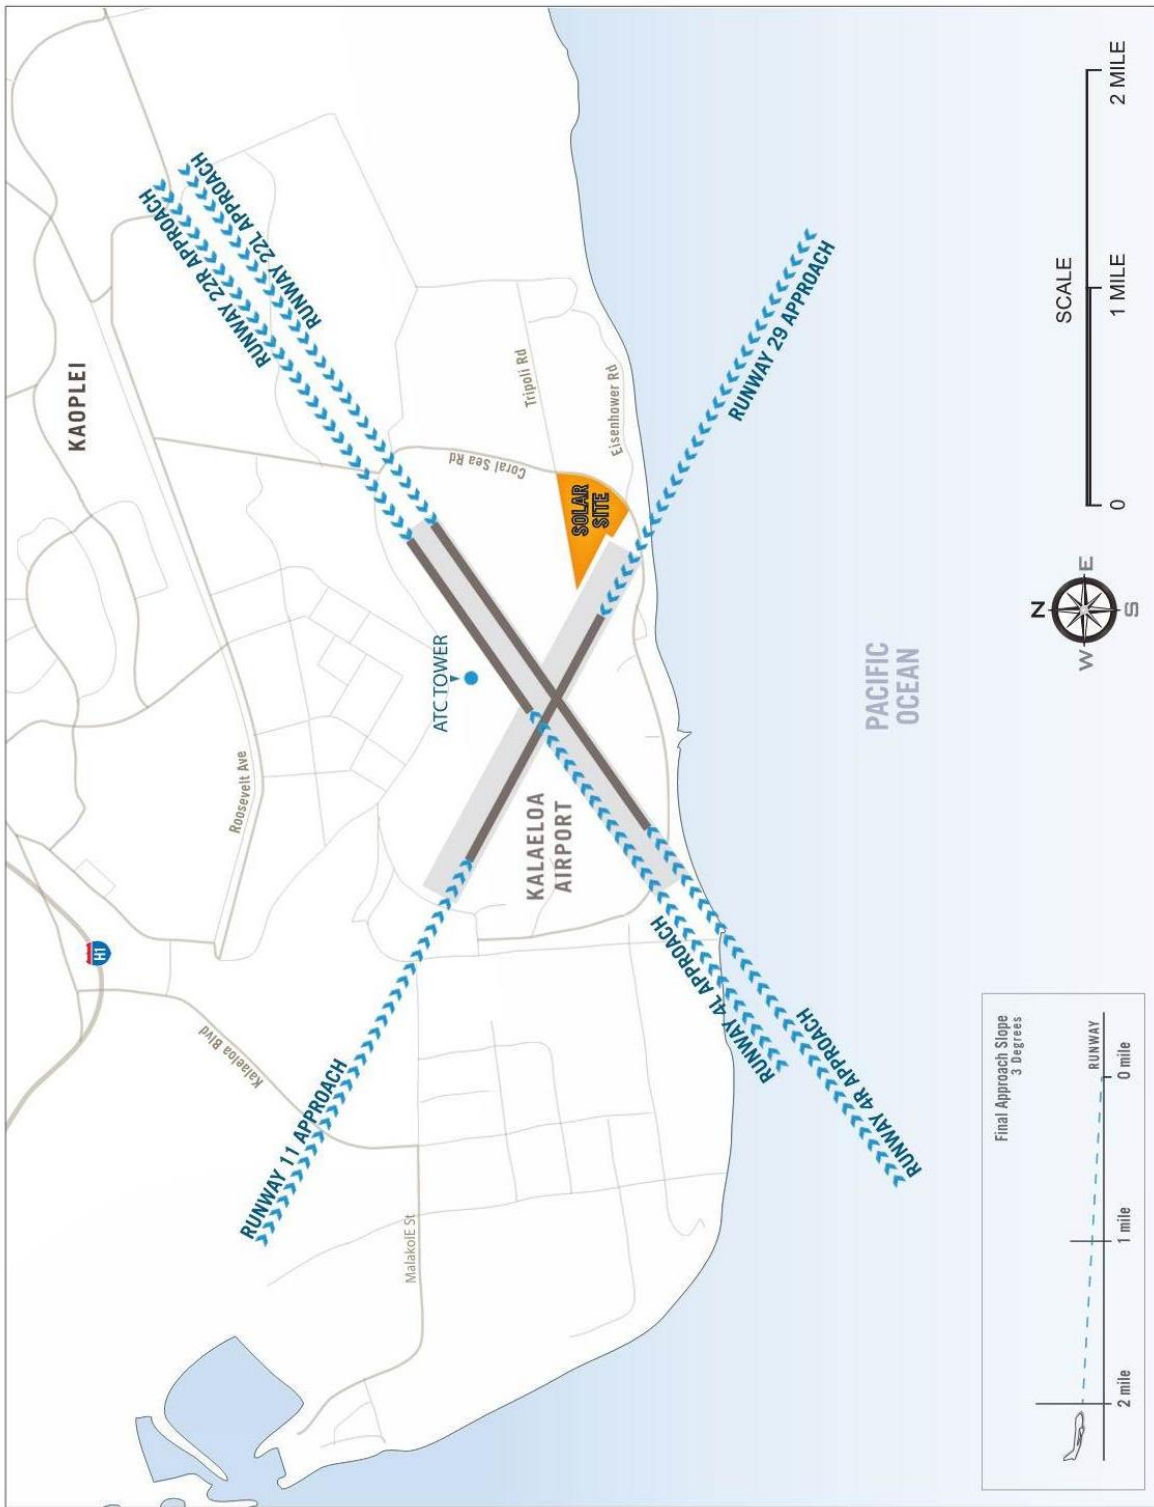 KAOPLEI
RUNWAY 22R APPROACH
RUNWAY 22L APPROACH
H1
Roosevelt Ave
Kalaeloa Blvd
ATC TOWER
Coral Sea Rd
Tripoli Rd
Eisenhower Rd
SOLAR
SITE
RUNWAY 11 APPROACH
KALAELOA
AIRPORT
MalakolE St
RUNWAY 4L APPROACH
RUNWAY 4R APPROACH
RUNWAY 29 APPROACH
PACIFIC
OCEAN
Final Approach Slope
3 Degrees
RUNWAY
2 mile
1 mile
0 mile
N
W
E
S
SCALE
0
1 MILE
2 MILE